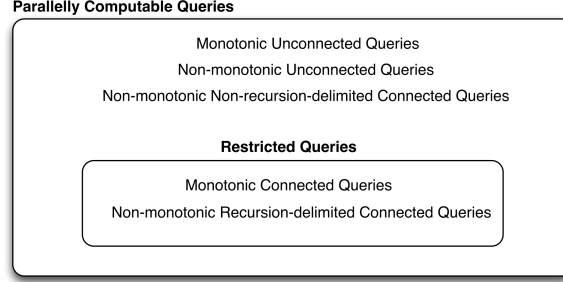 Parallelly Computable Queries
Monotonic Unconnected Queries
Non-monotonic Unconnected Queries
Non-monotonic Non-recursion-delimited Connected Queries
Restricted Queries
Monotonic Connected Queries
Non-monotonic Recursion-delimited Connected Queries